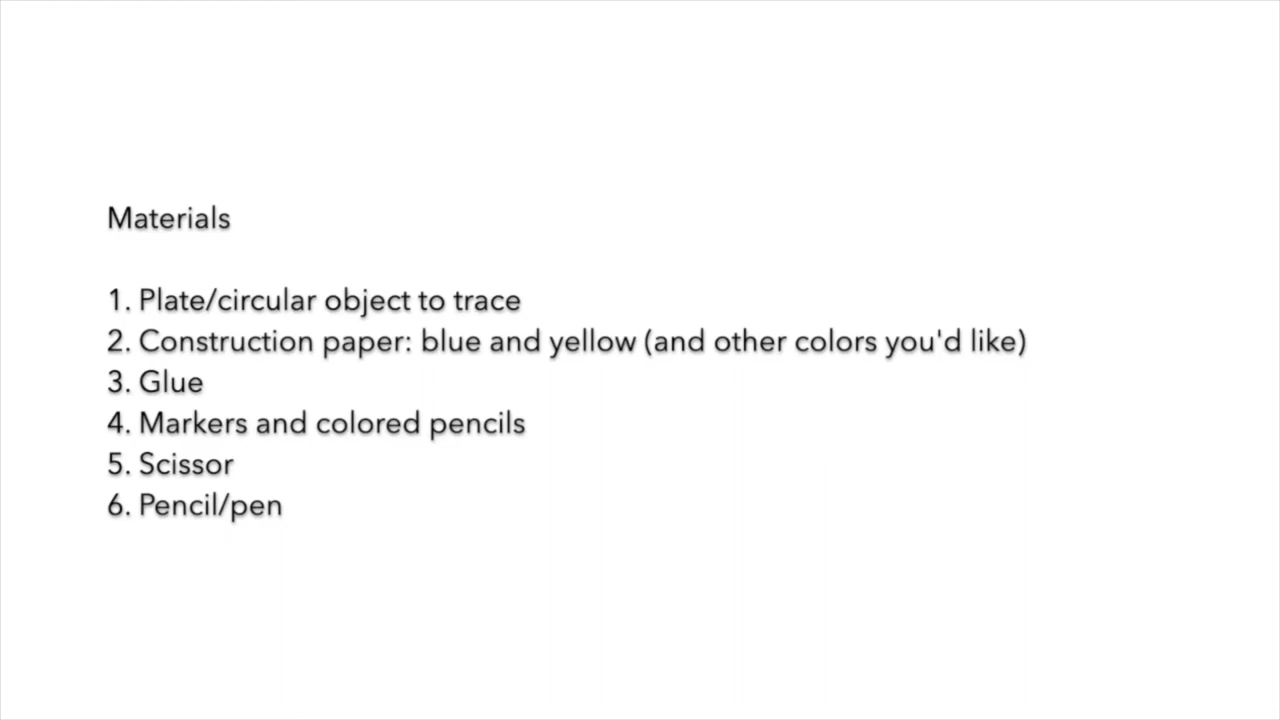 Materials
1. Plate/circular object to trace
2. Construction paper: blue and yellow (and other colors you'd like)
3. Glue
4. Markers and colored pencils
5. Scissor
6. Pencil/pen